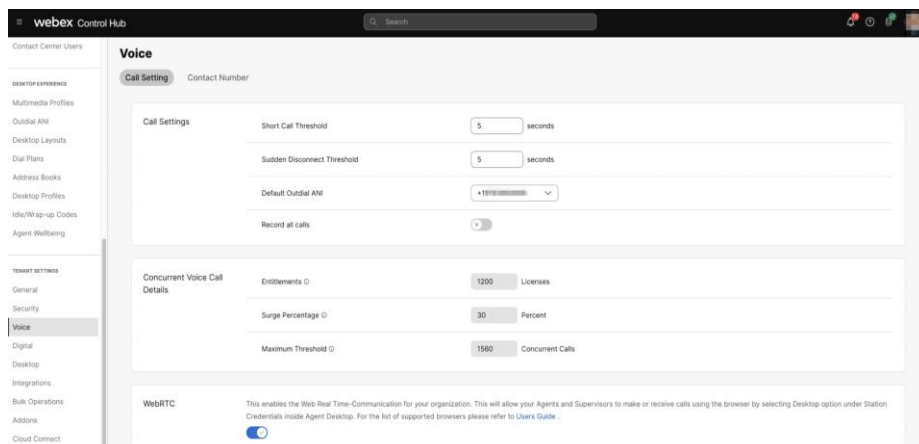 webex Control Hub
Search
Contact Center Users
DESKTOP EXPERIENCE
Multimedia Profiles
Outdial ANI
Desktop Layouts
Dial Plans
Address Books
Desktop Profiles
Idle/Wrap-up Codes
Agent Wellbeing
TENANT SETTINGS
General
Security
Voice
Digital
Desktop
Integrations
Bulk Operations
Addons
Cloud Connect
Voice
Call Setting Contact Number
Call Settings
Short Call Threshold 5 seconds
Sudden Disconnect Threshold 5 seconds
Default Outdial ANI
Record all calls
Concurrent Voice Call
Details
Entitlements 1200 Licenses
Surge Percentage 30 Percent
Maximum Threshold 1560 Concurrent Calls
WebRTC
This enables the Web Real Time-Communication for your organization. This will allow your Agents and Supervisors to make or receive calls using the browser by selecting Desktop option under Station
Credentials inside Agent Desktop. For the list of supported browsers please refer to Users Guide .